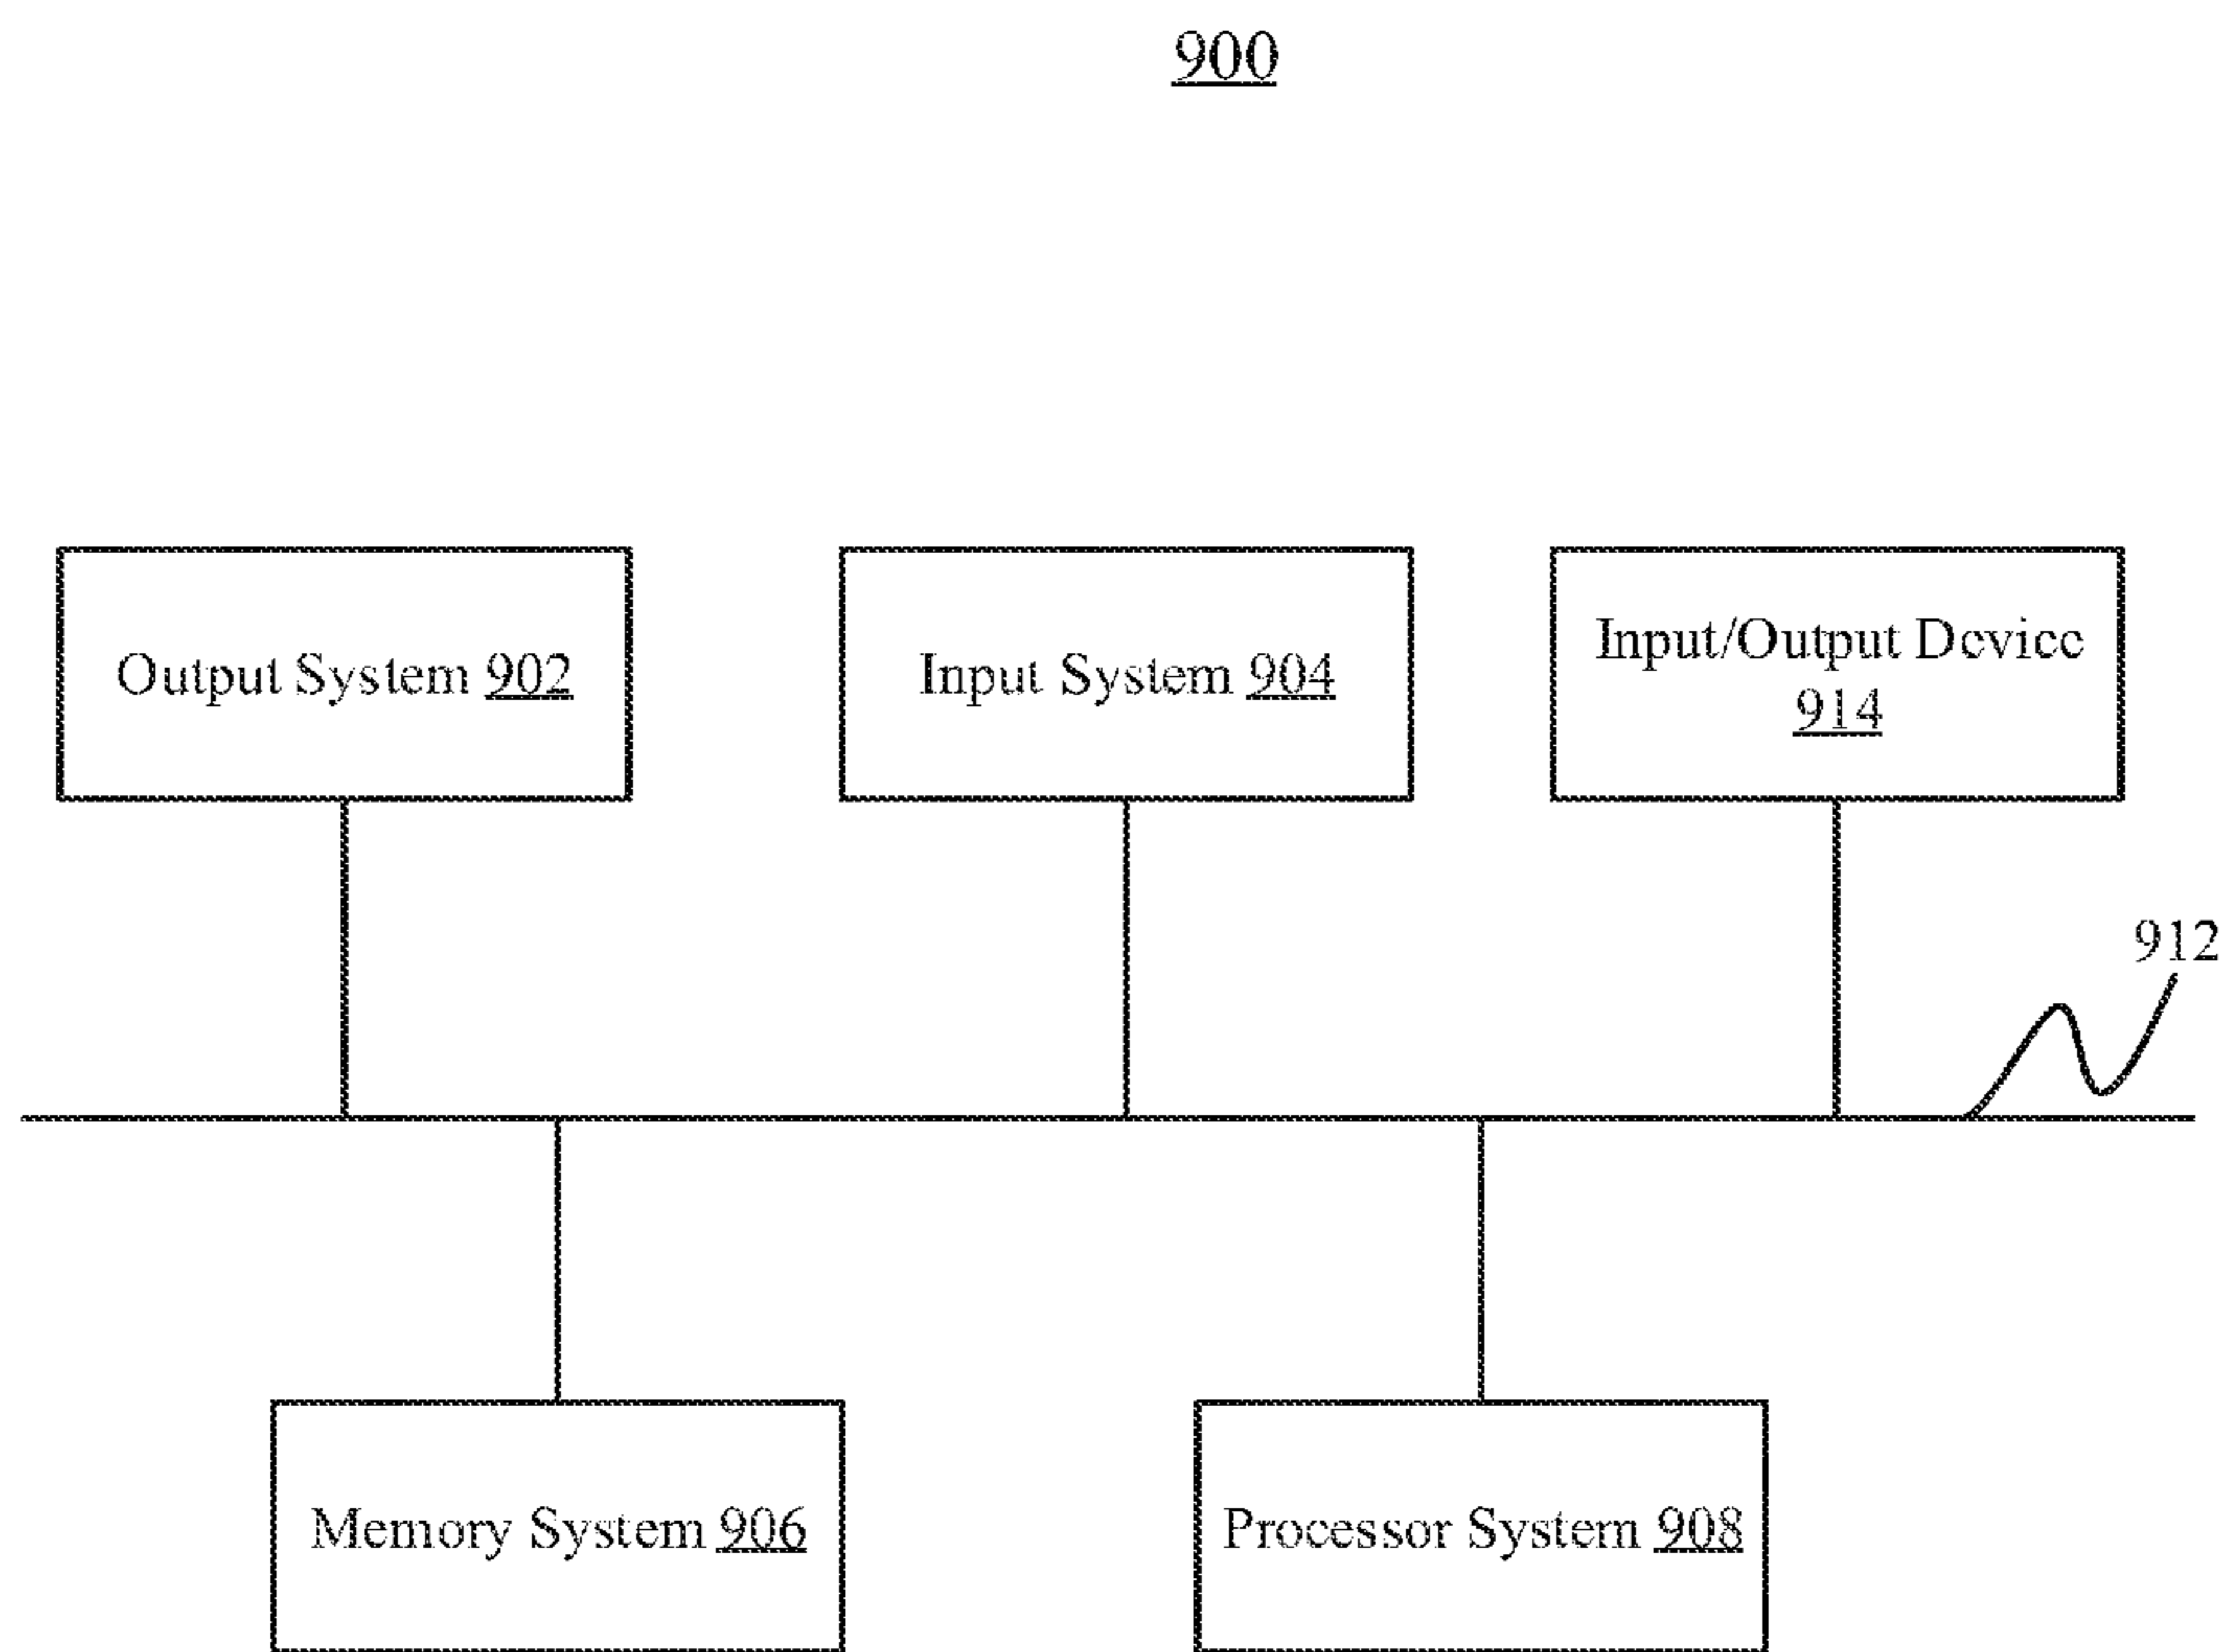 900
Output System 902
Input System 904
Input/Output Device
914
912
Memory System 906
Processor System 908